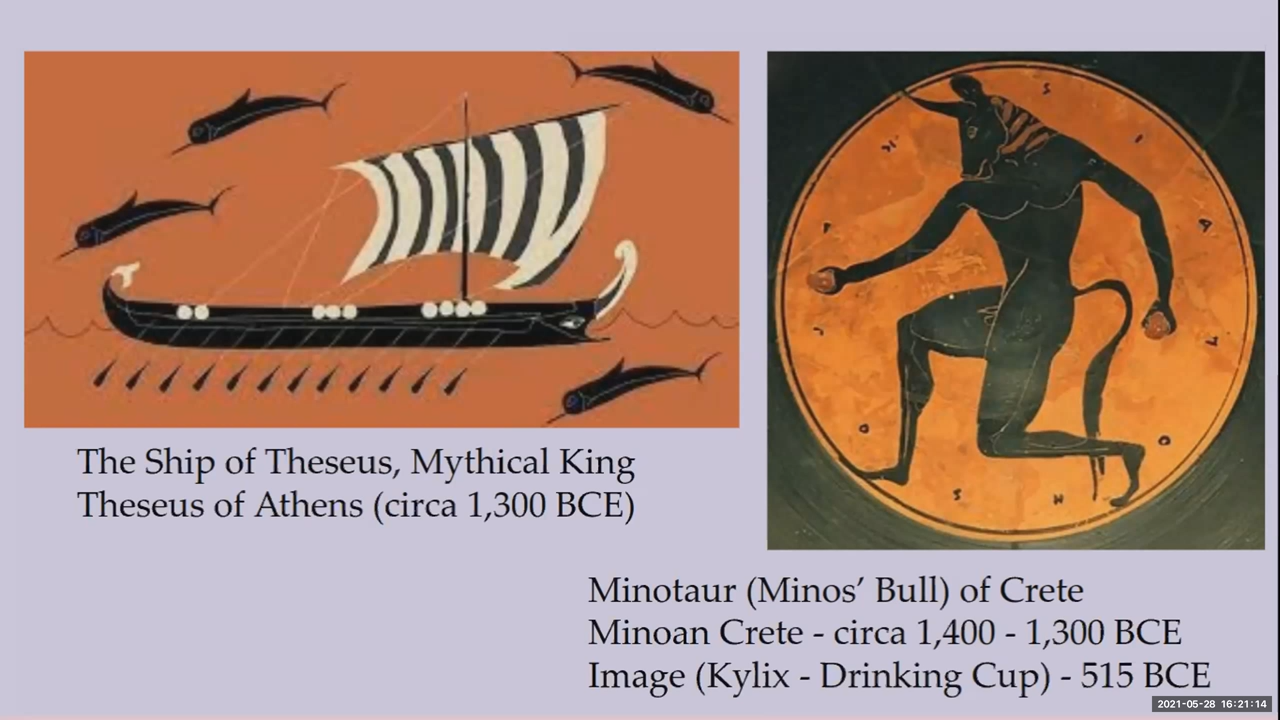 The Ship of Theseus, Mythical King
Theseus of Athens (circa 1,300 BCE)
Minotaur (Minos’ Bull) of Crete
Minoan Crete - circa 1,400 - 1,300 BCE
Image (Kylix - Drinking Cup) - 515 BCE
2021-05-28 16:21:14